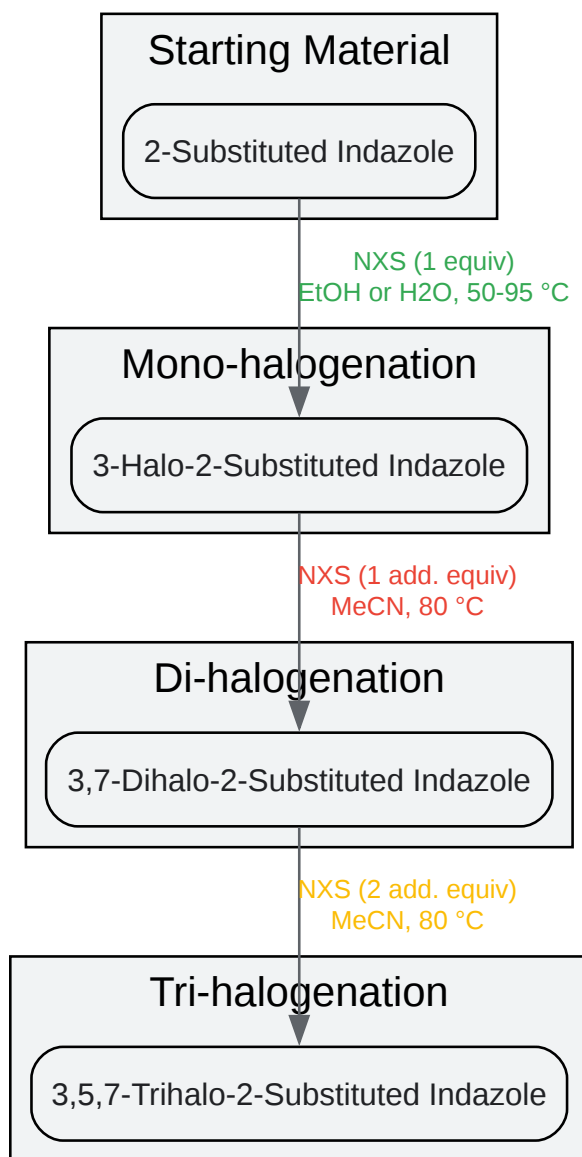 Starting Material
2-Substituted Indazole
NXS (1 equiv)
EtOH or H2O, 50-95 °C
Mono-halogenation
3-Halo-2-Substituted Indazole
NXS (1 add. equiv)
MeCN, 80 °C
Di-halogenation
3,7-Dihalo-2-Substituted Indazole
NXS (2 add. equiv)
MeCN, 80 °C
Tri-halogenation
3,5,7-Trihalo-2-Substituted Indazole